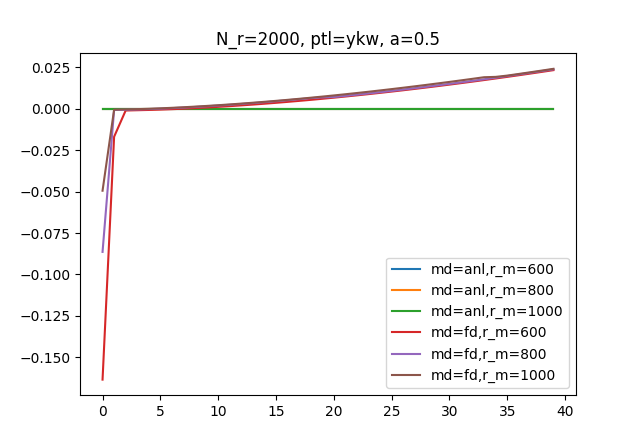 N_r=2000, ptl=ykw, a=0.5
0.025
0.000
−0.025
−0.050
−0.075
−0.100
−0.125
−0.150
md=anl,r_m=600
md=anl,r_m=800
md=anl,r_m=1000
md=fd,r_m=600
md=fd,r_m=800
md=fd,r_m=1000
0 5 10 15 20 25 30 35 40